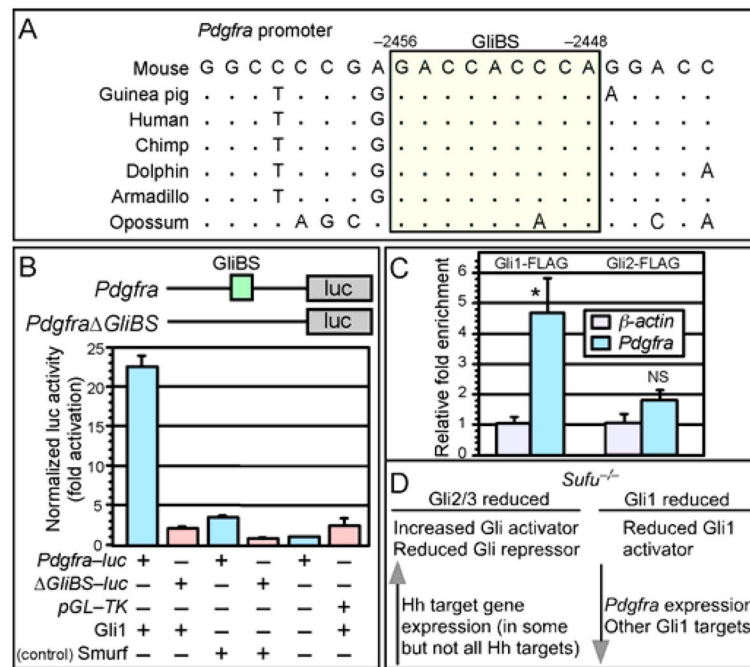 A
Pdgfra promoter
–2456 GliBS –2448
Mouse G G C C C C G A G A C C A C C C A G G A C C
Guinea pig . . . T . . . G . . . . . . . . . A . . . .
Human . . . T . . . G . . . . . . . . . . . . . .
Chimp . . . T . . . G . . . . . . . . . . . . . .
Dolphin . . . T . . . G . . . . . . . . . . . . . A
Armadillo . . . T . . . G . . . . . . . . . . . . . .
Opossum . . . . A G C . . . . . . . A . . . . C . A
B
GliBS
Pdgfra luc
PdgfraΔGliBS luc
Normalized luc activity
(fold activation)
25
20
15
10
5
0
Pdgfra–luc + – + – + –
ΔGliBS–luc – + – + – –
pGL–TK – – – – – +
Gli1 + + – – – +
(control) Smurf – – + + – –
C
Relative fold enrichment
6
5
4
3
2
1
0
Gli1-FLAG Gli2-FLAG
*
β-actin
Pdgfra
NS
D
Sufu–/–
Gli2/3 reduced Gli1 reduced
Increased Gli activator
Reduced Gli repressor
Reduced Gli1
activator
Hh target gene
expression (in some
but not all Hh targets)
Pdgfra expression
Other Gli1 targets